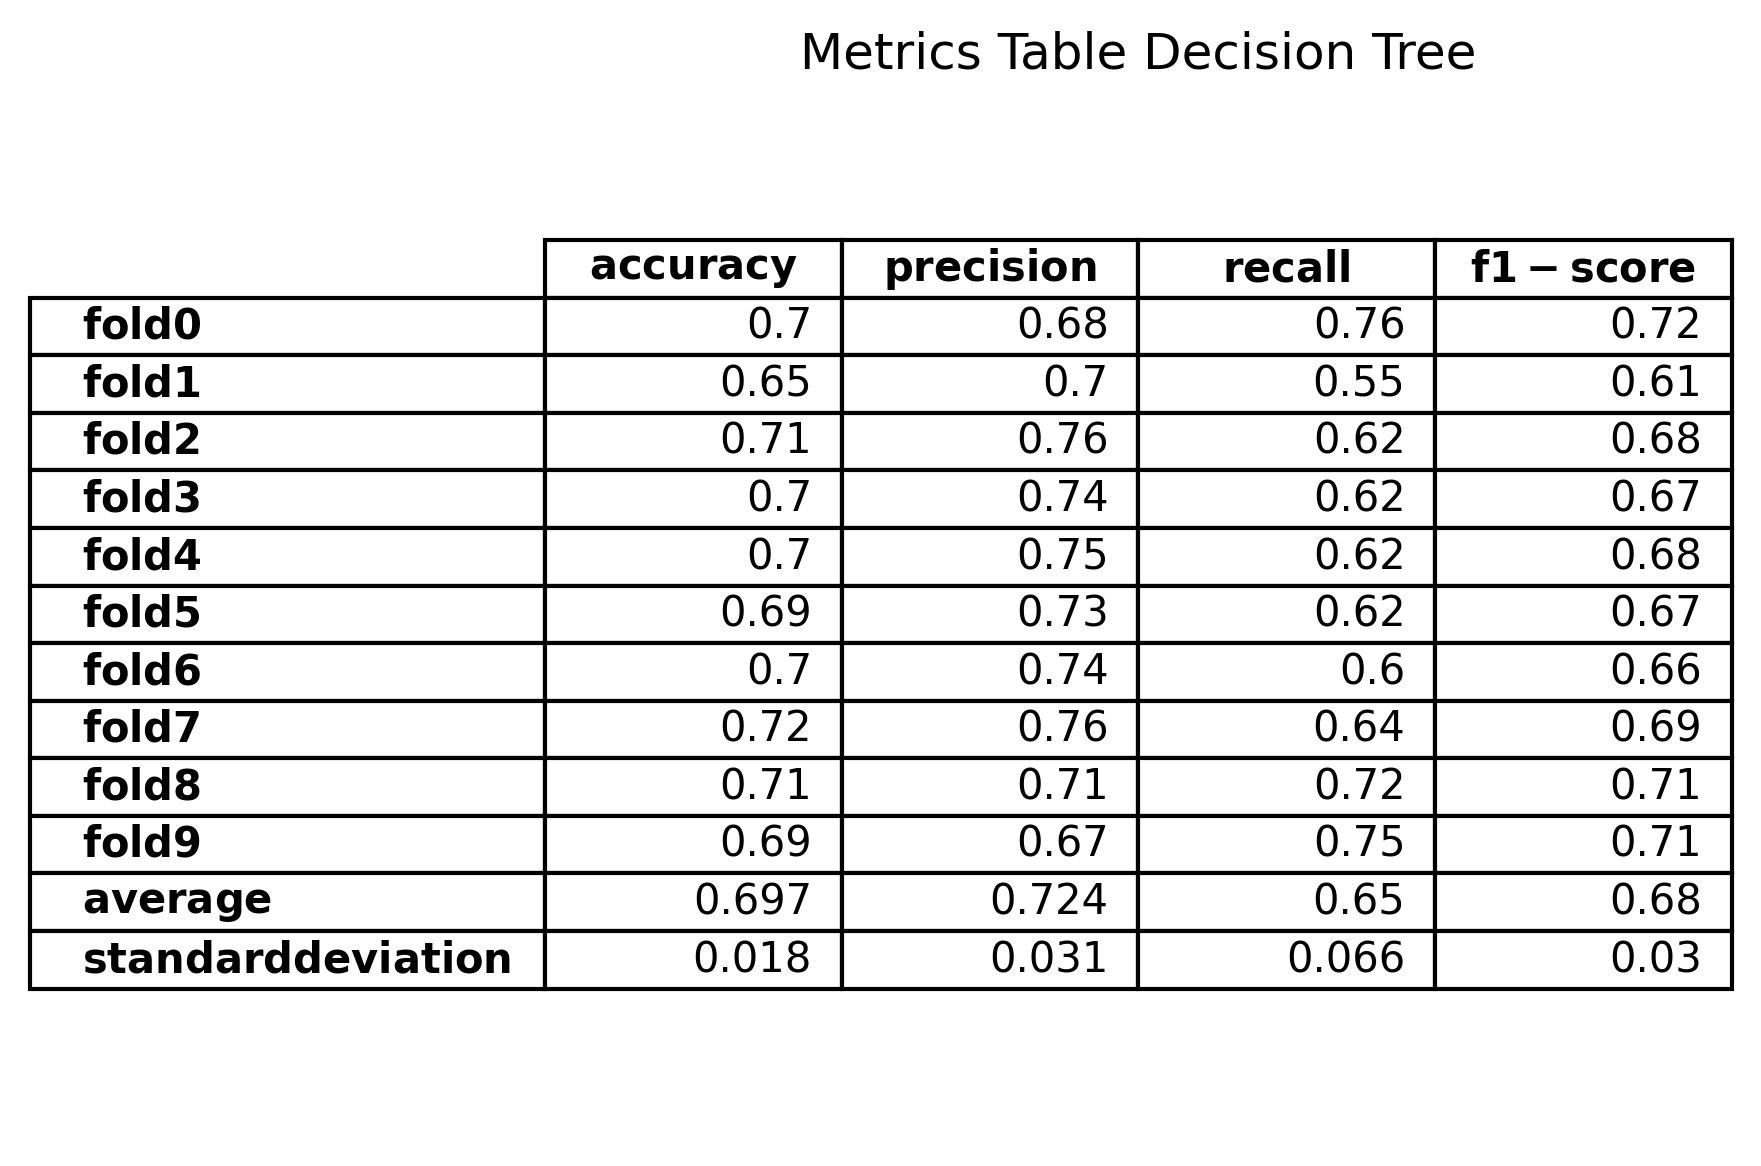 Metrics Table Decision Tree
accuracy precision recall f1 − score
fold0 0.7 0.68 0.76 0.72
fold1 0.65 0.7 0.55 0.61
fold2 0.71 0.76 0.62 0.68
fold3 0.7 0.74 0.62 0.67
fold4 0.7 0.75 0.62 0.68
fold5 0.69 0.73 0.62 0.67
fold6 0.7 0.74 0.6 0.66
fold7 0.72 0.76 0.64 0.69
fold8 0.71 0.71 0.72 0.71
fold9 0.69 0.67 0.75 0.71
average 0.697 0.724 0.65 0.68
standarddeviation 0.018 0.031 0.066 0.03